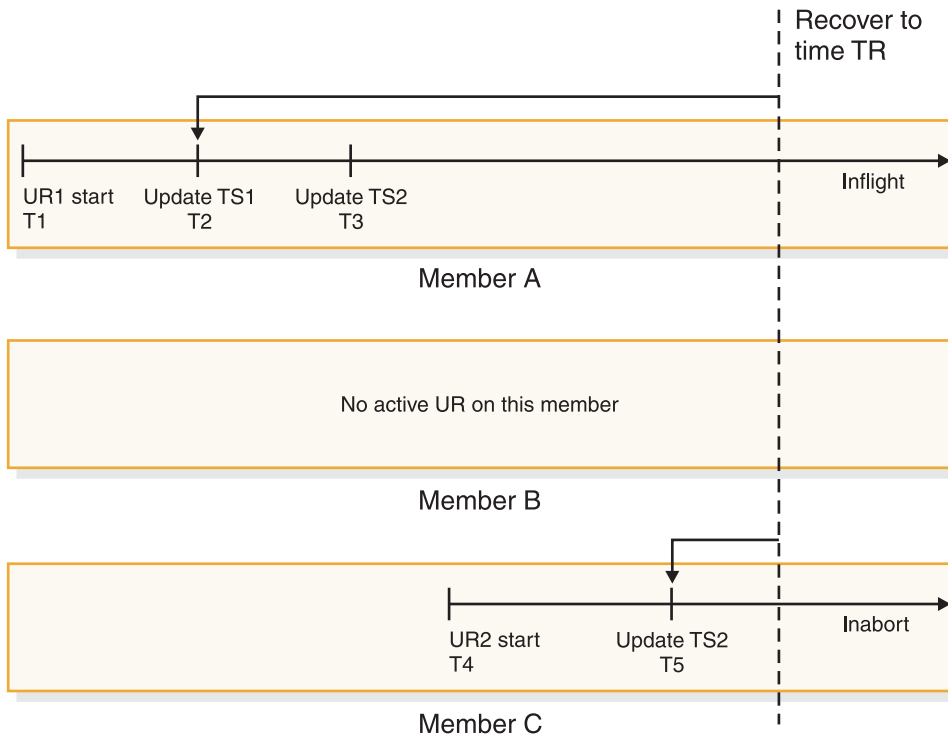 Recover to
time TR
Inflight
UR1 start
T1
Update TS1
T2
Update TS2
T3
Member A
No active UR on this member
Member B
Inabort
UR2 start
T4
Update TS2
T5
Member C